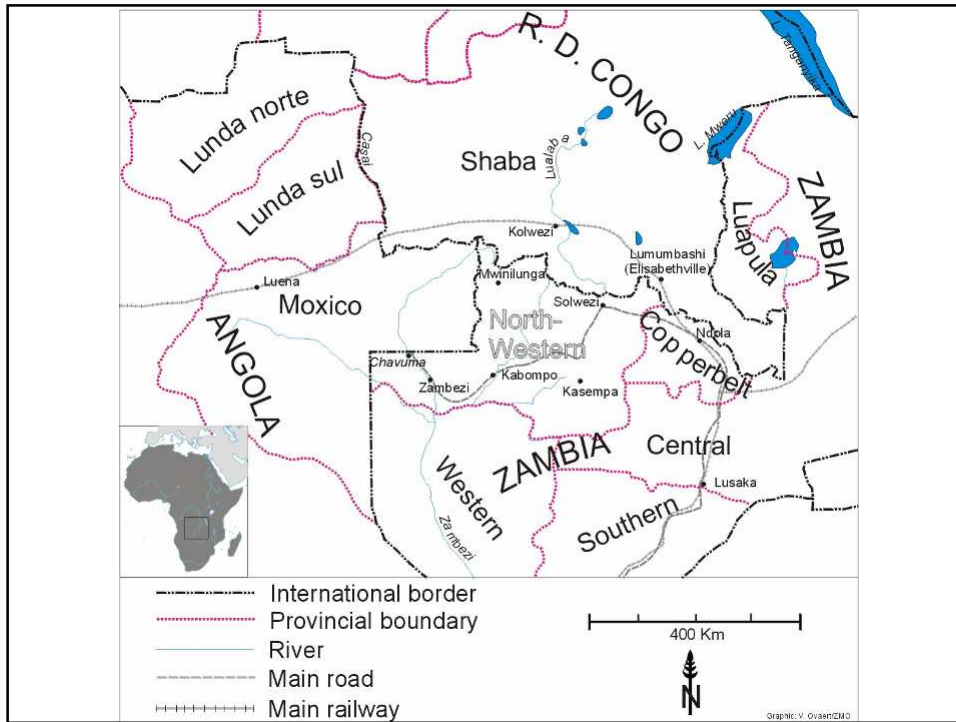 R. D. CONGO
L. Tanganyika
Lunda norte
Casai
Shaba
Lualaba
L. Mweru
ZAMBIA
Lunda sul
Luapula
Kolwezi
Lumumbashi
(Elisabethville)
Luena
Mwinilunga
Moxico
Solwezi
North-
Western
Ndola
Copperbelt
ANGOLA
Chavuma
Zambezi
Kabompo
Kasempa
ZAMBIA
Central
Western
Lusaka
Southern
Zambezi
International border
Provincial boundary
River
Main road
Main railway
400 Km
N
Graphic: V. Ovaert/ZMO